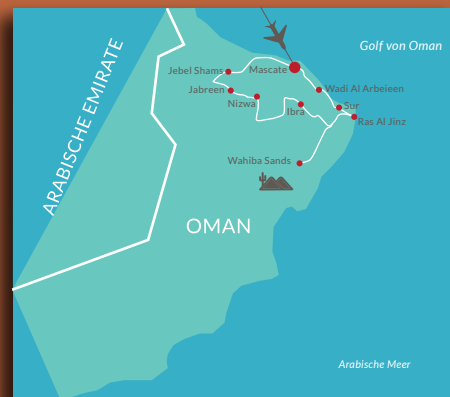 Golf von Oman
Jebel Shams
Mascate
Jabreen
Wadi Al Arbeieen
Nizwa
Ibra
Sur
Ras Al Jinz
ARABISCHE EMIRATE
Wahiba Sands
OMAN
Arabische Meer